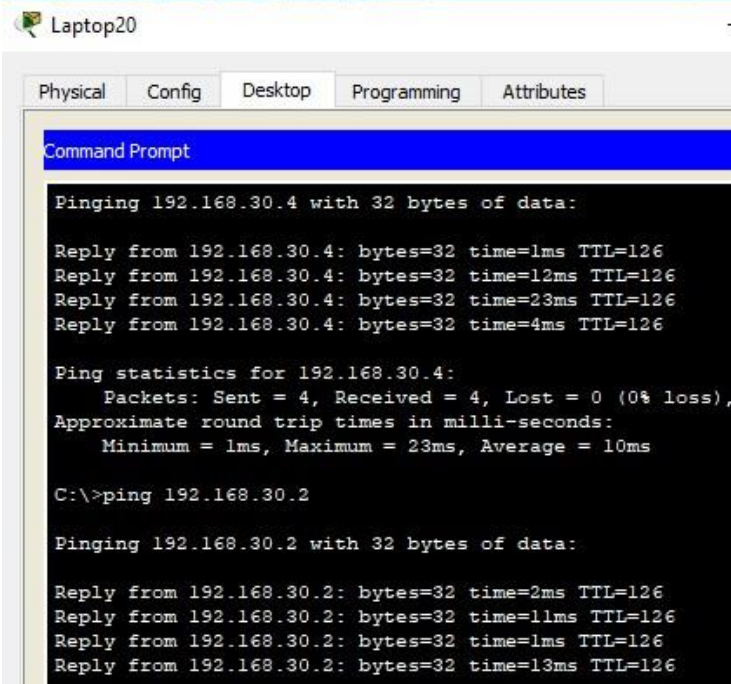 Laptop20
Physical Config Desktop Programming Attributes
Command Prompt
Pinging 192.168.30.4 with 32 bytes of data:
Reply from 192.168.30.4: bytes=32 time=1ms TTL=126
Reply from 192.168.30.4: bytes=32 time=12ms TTL=126
Reply from 192.168.30.4: bytes=32 time=23ms TTL=126
Reply from 192.168.30.4: bytes=32 time=4ms TTL=126
Ping statistics for 192.168.30.4:
Packets: Sent = 4, Received = 4, Lost = 0 (0% loss),
Approximate round trip times in milli-seconds:
Minimum = 1ms, Maximum = 23ms, Average = 10ms
C:\>ping 192.168.30.2
Pinging 192.168.30.2 with 32 bytes of data:
Reply from 192.168.30.2: bytes=32 time=2ms TTL=126
Reply from 192.168.30.2: bytes=32 time=11ms TTL=126
Reply from 192.168.30.2: bytes=32 time=1ms TTL=126
Reply from 192.168.30.2: bytes=32 time=13ms TTL=126